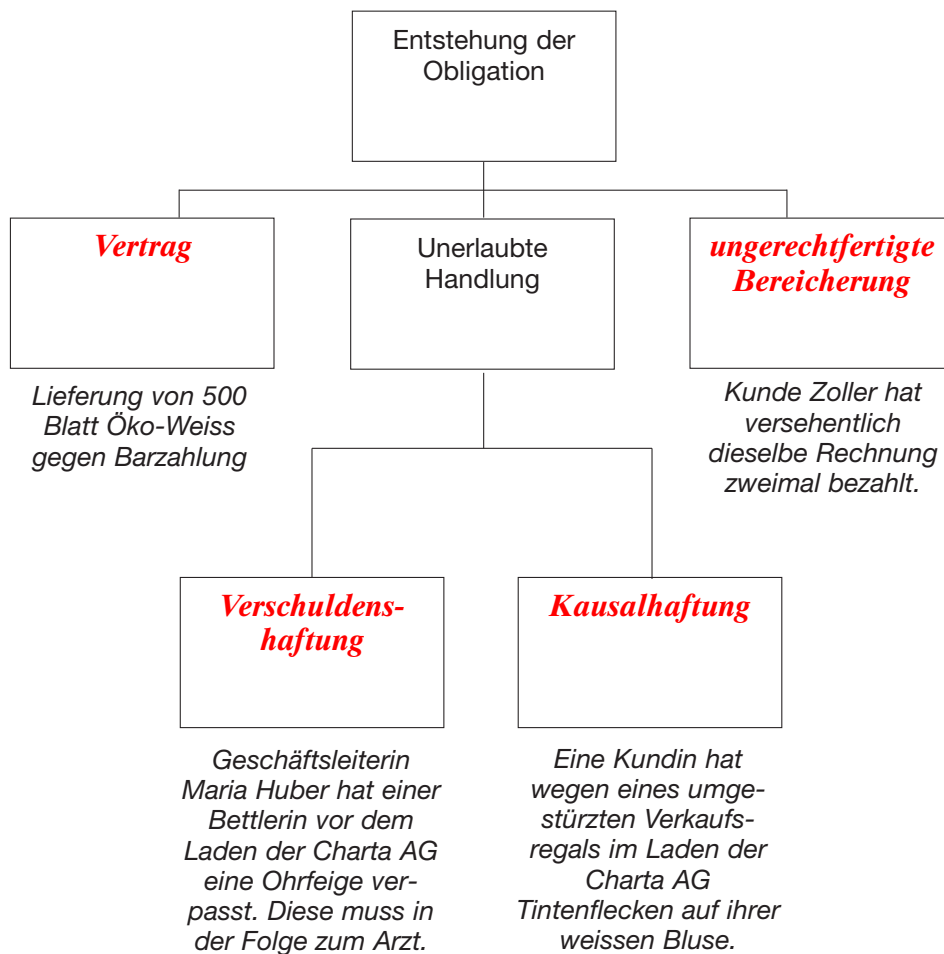 Entstehung der
Obligation
Vertrag
Unerlaubte
Handlung
ungerechtfertigte
Bereicherung
Lieferung von 500
Blatt Öko-Weiss
gegen Barzahlung
Kunde Zoller hat
versehentlich
dieselbe Rechnung
zweimal bezahlt.
Verschuldens-
haftung
Kausalhaftung
Geschäftsleiterin
Maria Huber hat einer
Bettlerin vor dem
Laden der Charta AG
eine Ohrfeige ver-
passt. Diese muss in
der Folge zum Arzt.
Eine Kundin hat
wegen eines umge-
stürzten Verkaufs-
regals im Laden der
Charta AG
Tintenflecken auf ihrer
weissen Bluse.